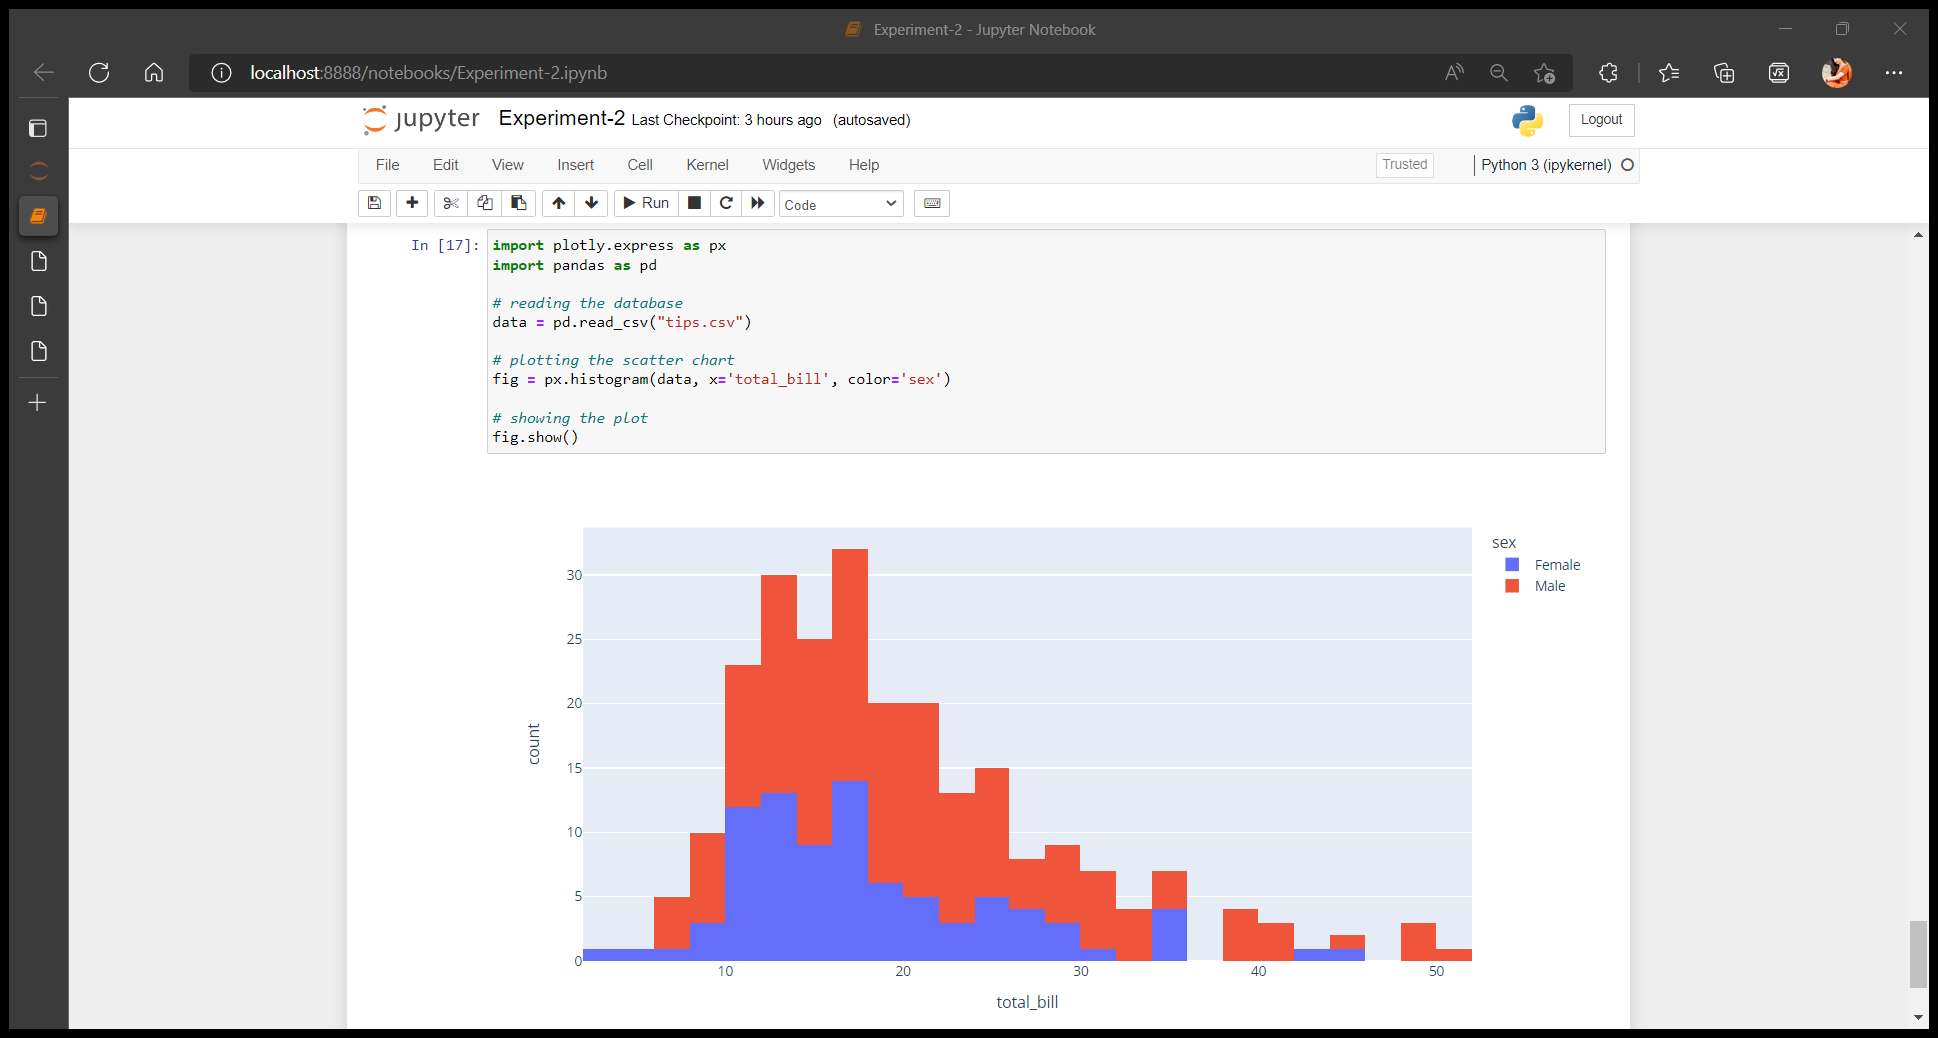 Experiment-2 - Jupyter Notebook
localhost:8888/notebooks/Experiment-2.ipynb
jupyter Experiment-2 Last Checkpoint: 3 hours ago (autosaved)
Logout
File Edit View Insert Cell Kernel Widgets Help
Trusted
Python 3 (ipykernel)
Run
Code
In [17]:
import plotly.express as px
import pandas as pd
# reading the database
data = pd.read_csv("tips.csv")
# plotting the scatter chart
fig = px.histogram(data, x='total_bill', color='sex')
# showing the plot
fig.show()
sex
Female
Male
30
25
20
15
10
5
0
count
10 20 30 40 50
total_bill